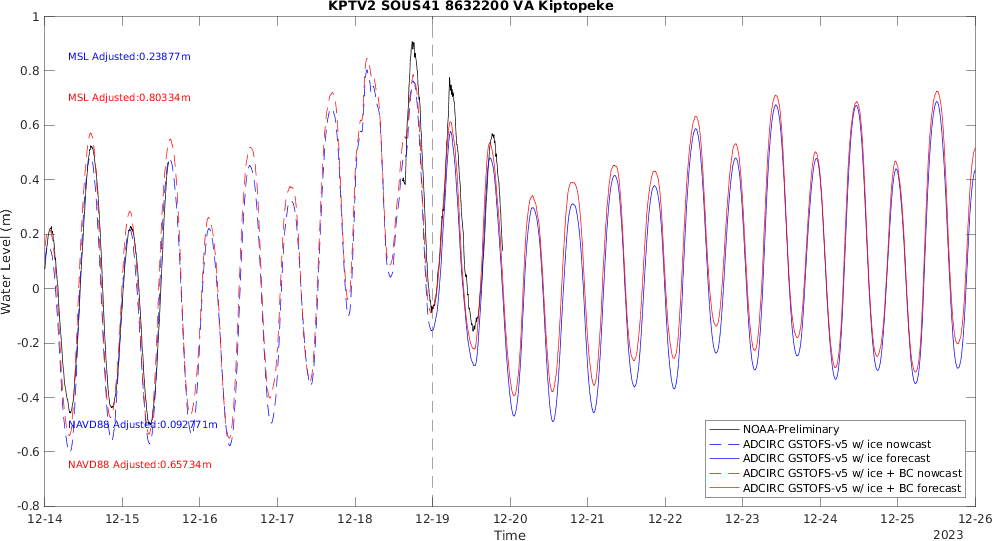 KPTV2 SOUS41 8632200 VA Kiptopeke
MSL Adjusted:0.23877m
MSL Adjusted:0.80334m
NAVD88 Adjusted:0.092771m
NAVD88 Adjusted:0.65734m
Water Level (m)
1
0.8
0.6
0.4
0.2
0
-0.2
-0.4
-0.6
-0.8
NOAA-Preliminary
ADCIRC GSTOFS-v5 w/ ice nowcast
ADCIRC GSTOFS-v5 w/ ice forecast
ADCIRC GSTOFS-v5 w/ ice + BC nowcast
ADCIRC GSTOFS-v5 w/ ice + BC forecast
12-14 12-15 12-16 12-17 12-18 12-19 12-20 12-21 12-22 12-23 12-24 12-25 12-26
Time
2023